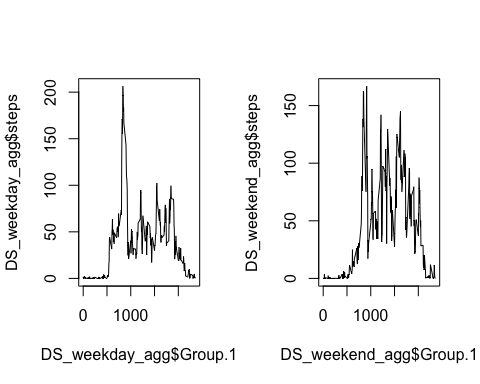 DS_weekday_agg$steps
200
150
100
50
0
0 1000
DS_weekday_agg$Group.1
DS_weekend_agg$steps
150
100
50
0
0 1000
DS_weekend_agg$Group.1